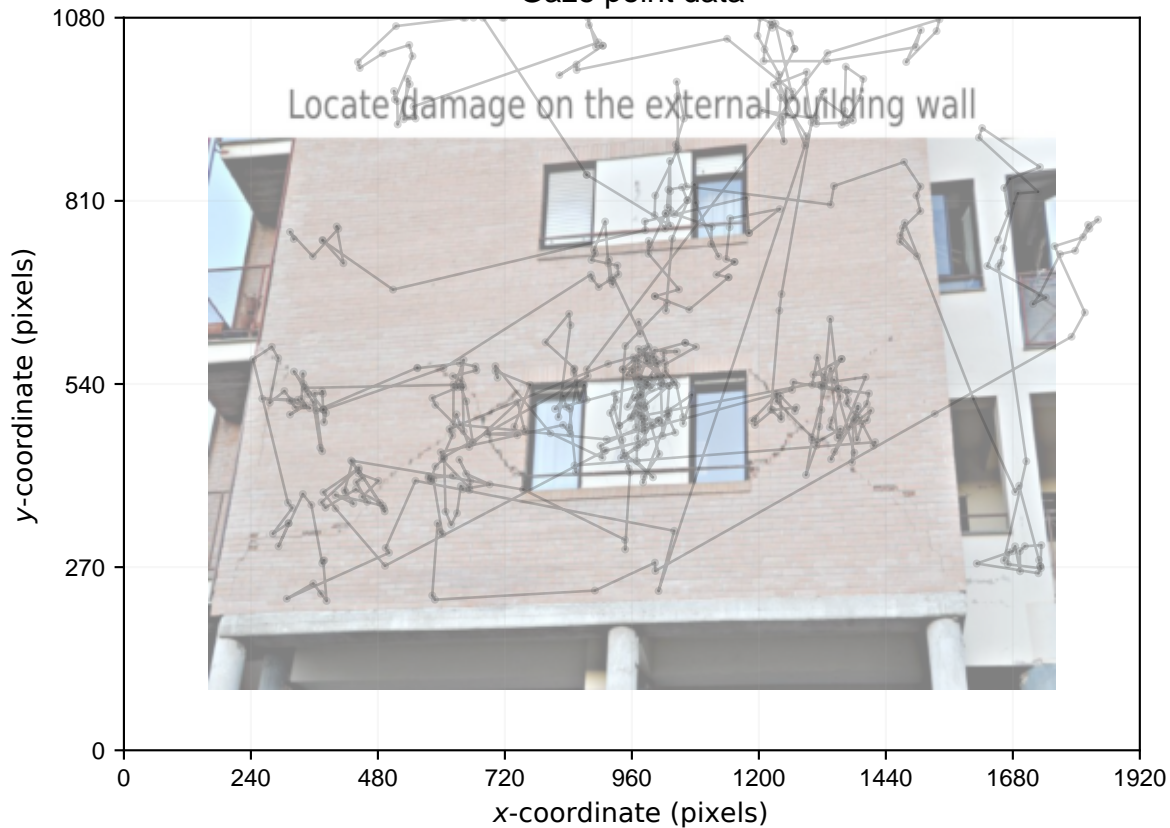 Gaze point data
1080
810
540
270
0
0 240 480 720 960 1200 1440 1680 1920
x-coordinate (pixels)
y-coordinate (pixels)
Locate damage on the external building wall